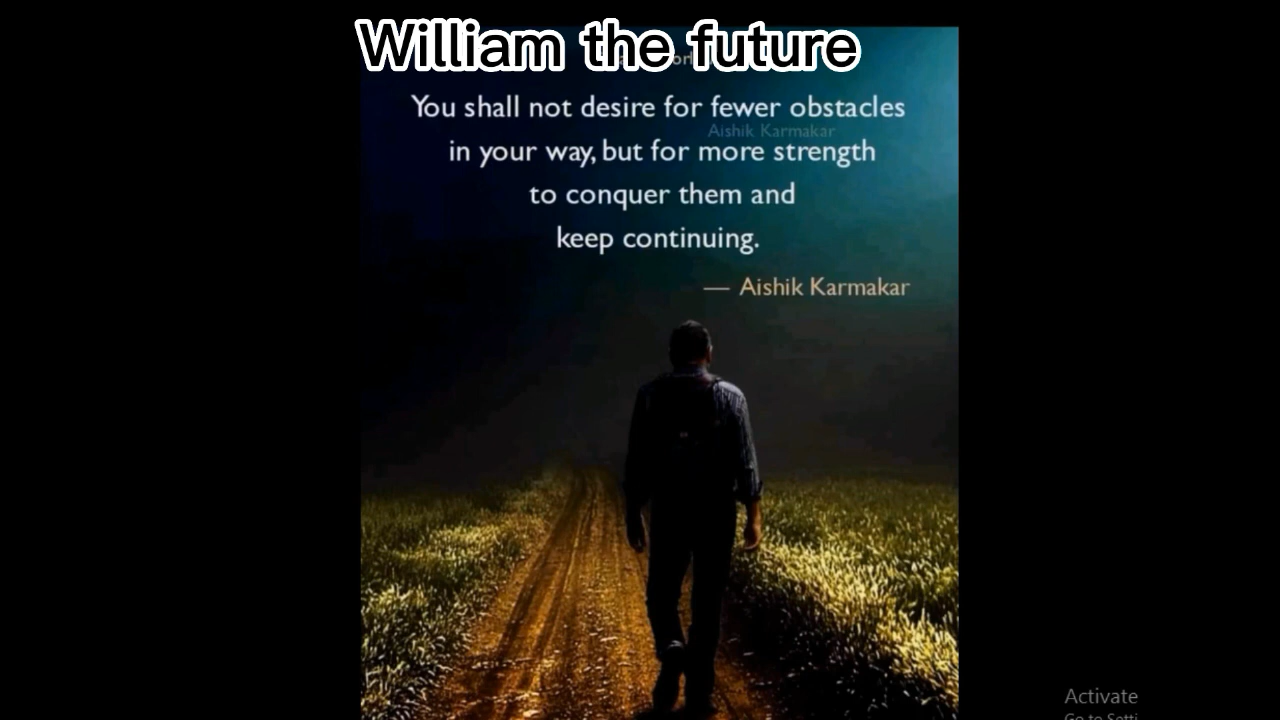 William the future
You shall not desire for fewer obstacles
Aishik Karmakar
in your way, but for more strength
to conquer them and
keep continuing.
— Aishik Karmakar
Activate